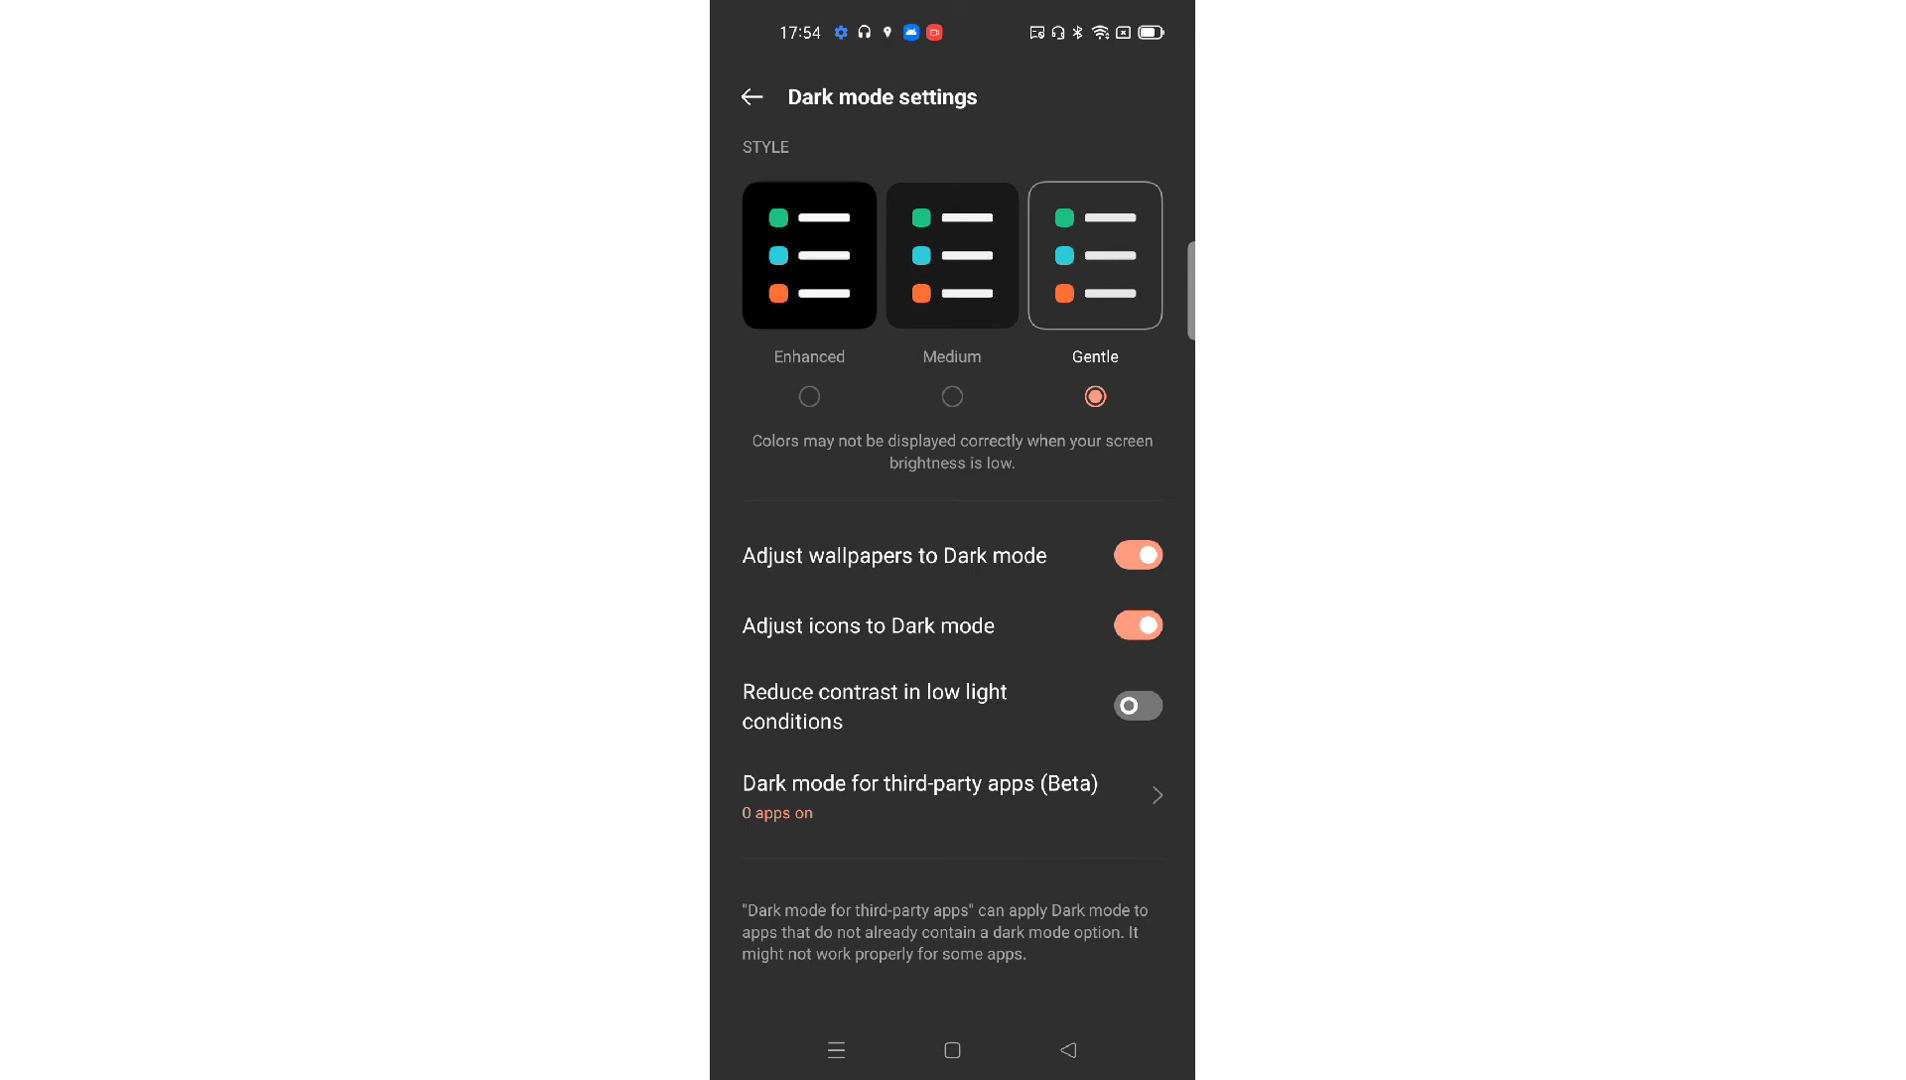 17:54
Dark mode settings
STYLE
Enhanced
Medium
Gentle
Colors may not be displayed correctly when your screen
brightness is low.
Adjust wallpapers to Dark mode
Adjust icons to Dark mode
Reduce contrast in low light
conditions
Dark mode for third-party apps (Beta)
0 apps on
"Dark mode for third-party apps" can apply Dark mode to
apps that do not already contain a dark mode option. It
might not work properly for some apps.